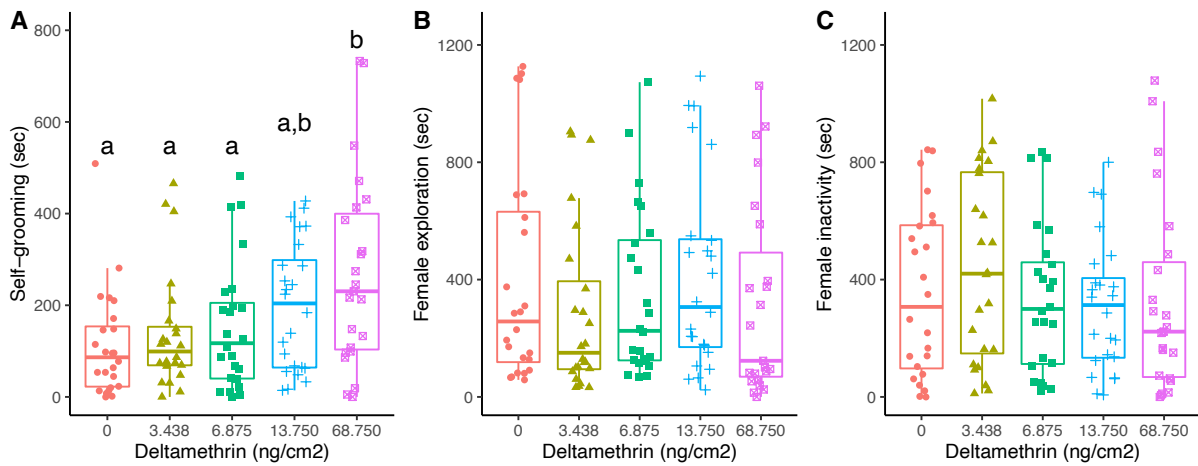 A
800
600
400
200
0
Self-grooming (sec)
a
a
a
a,b
b
0
3.438
6.875
13.750
68.750
Deltamethrin (ng/cm2)
B
1200
800
400
0
Female exploration (sec)
0
3.438
6.875
13.750
68.750
Deltamethrin (ng/cm2)
C
1200
800
400
0
Female inactivity (sec)
0
3.438
6.875
13.750
68.750
Deltamethrin (ng/cm2)